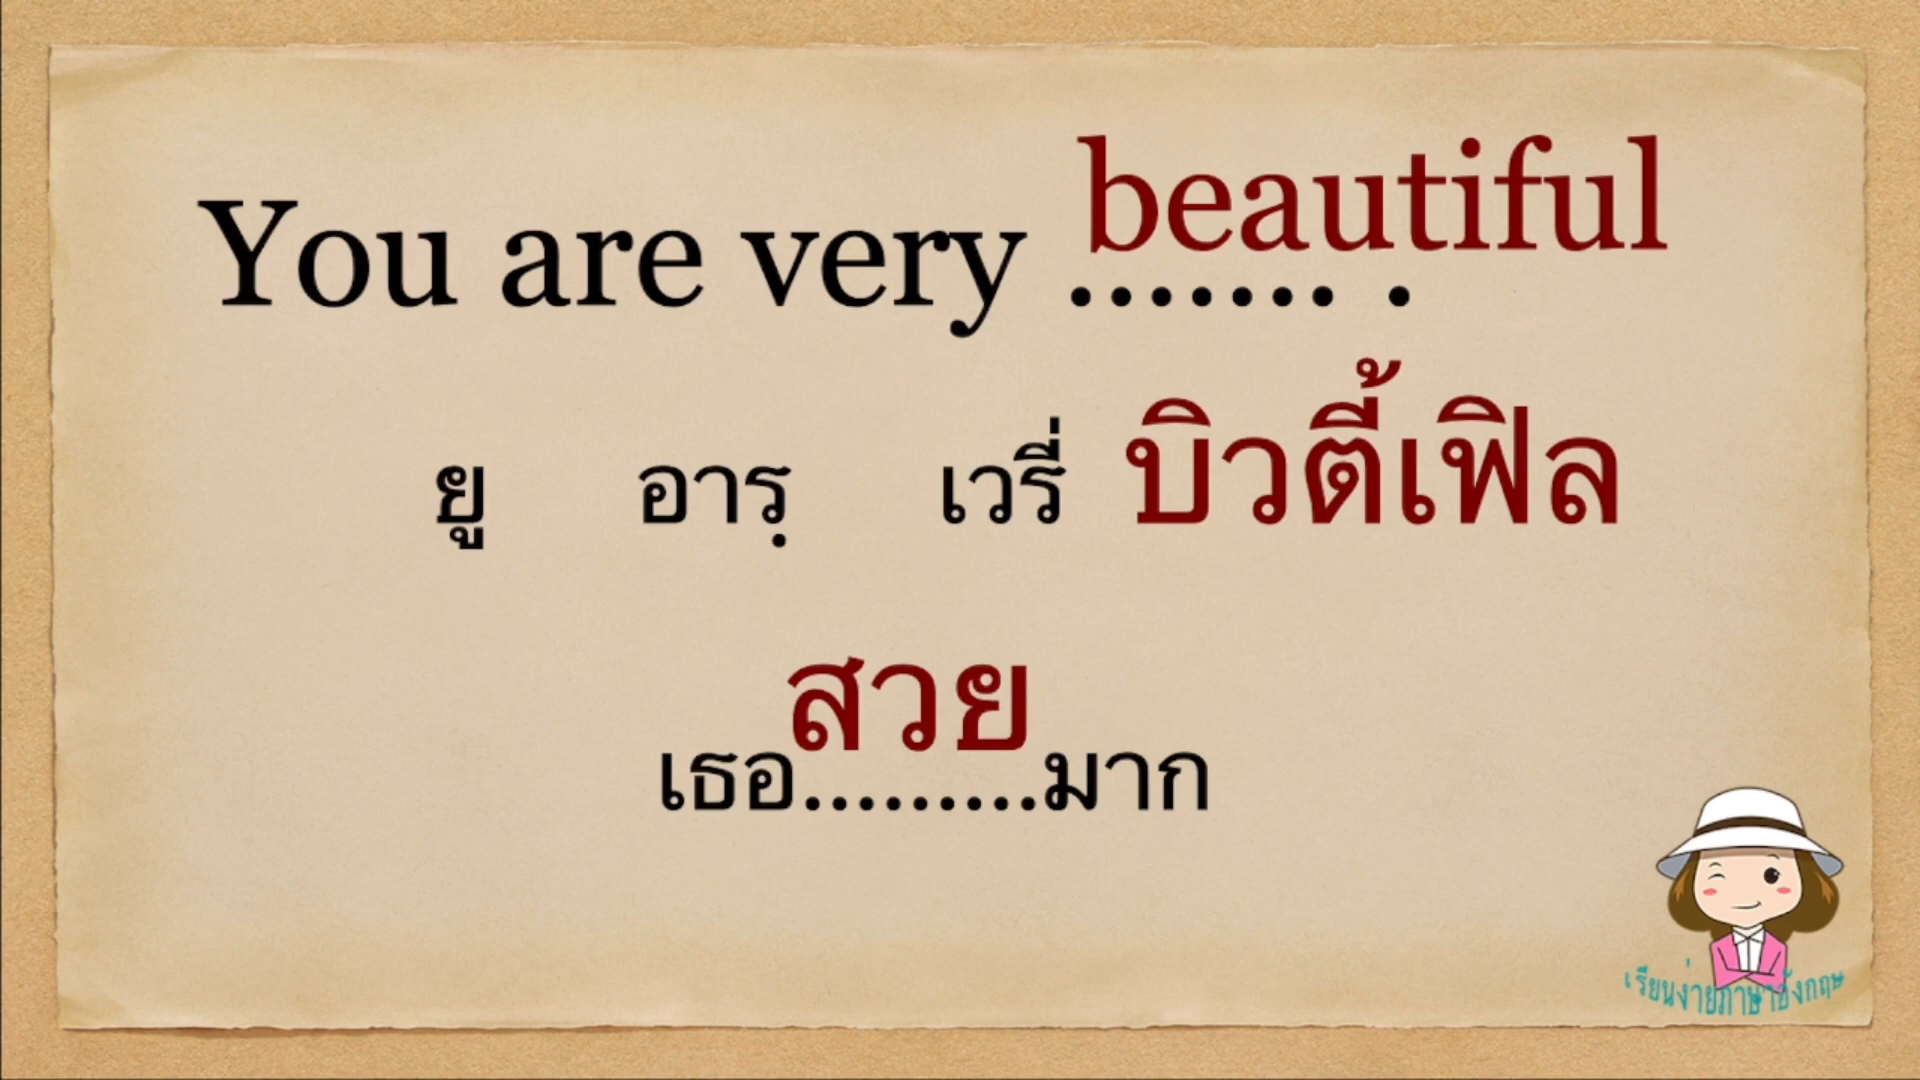 You are very beautiful ....... .
ยู อารฺ เวรี่ บิวตี้เฟิล
เธอ.........มาก
สวย
เรียนง่ายภาษาอังกฤษ